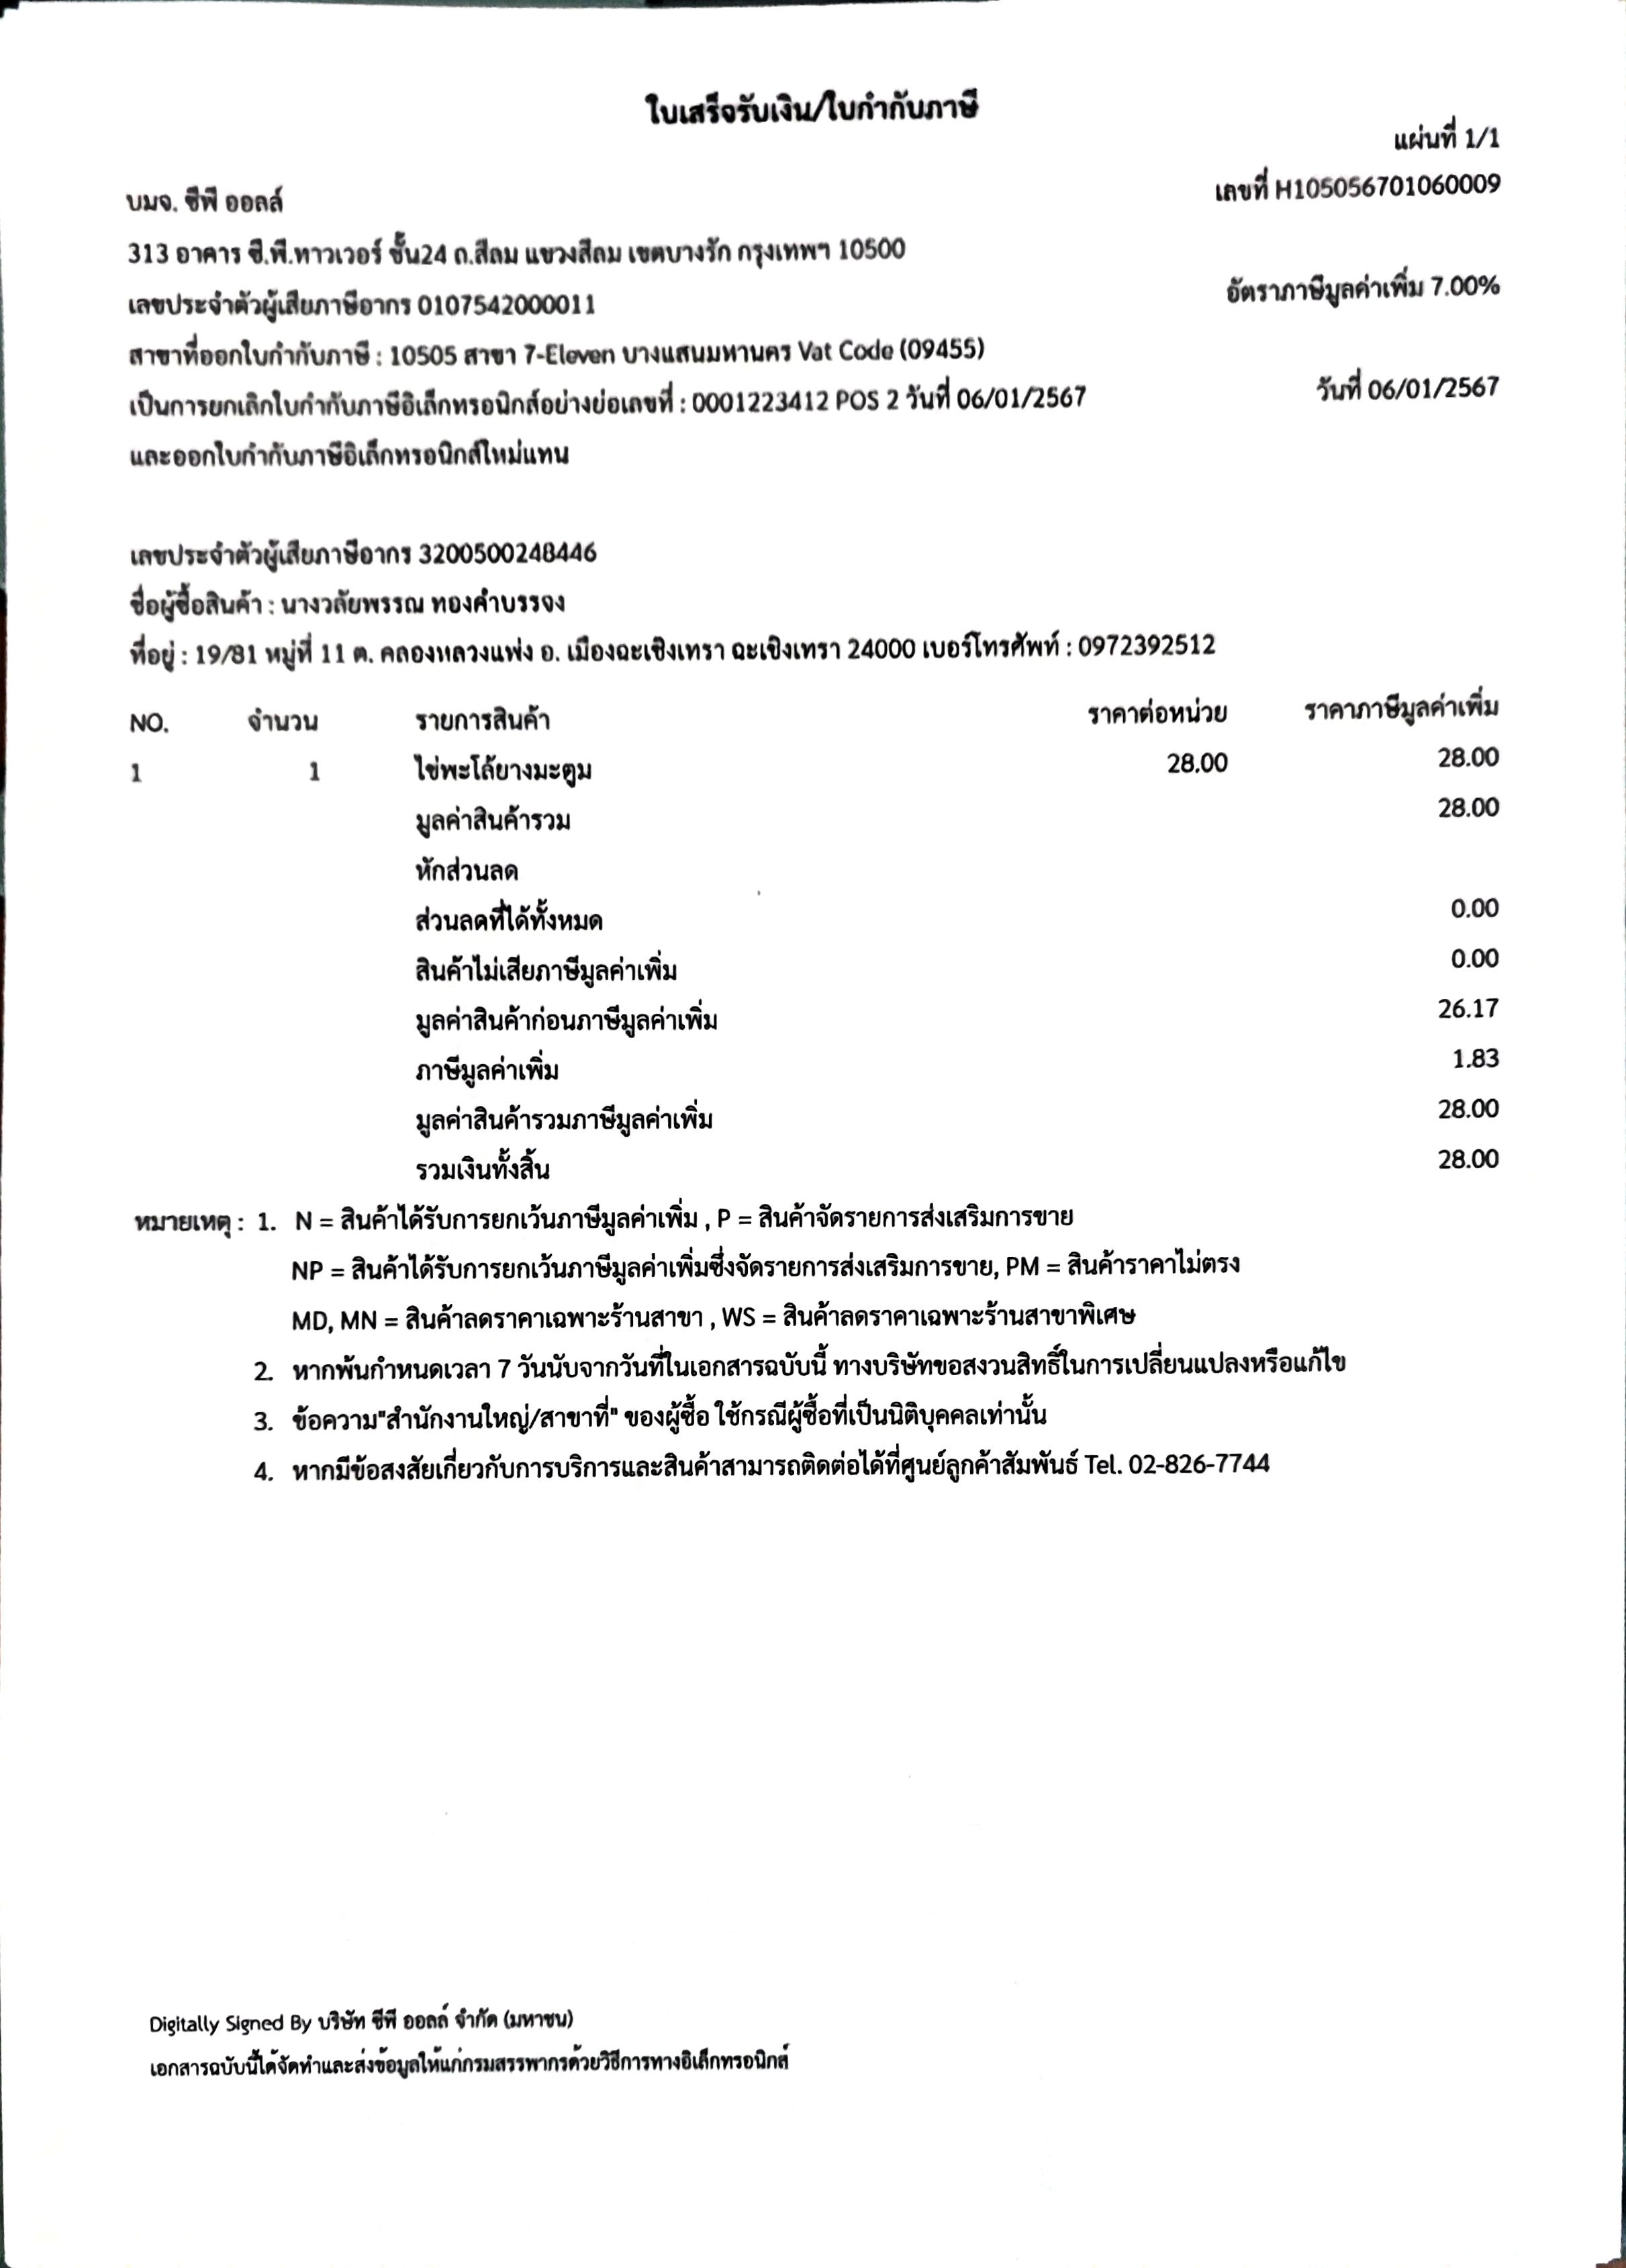 ใบเสร็จรับเงิน/ใบกำกับภาษี
แผ่นที่ 1/1
บมจ. ซีพี ออลล์ เลขที่ H105056701060009
313 อาคาร ซี.พี.ทาวเวอร์ ชั้น24 ถ.สีลม แขวงสีลม เขตบางรัก กรุงเทพฯ 10500
เลขประจำตัวผู้เสียภาษีอากร 0107542000011 อัตราภาษีมูลค่าเพิ่ม 7.00%
สาขาที่ออกใบกำกับภาษี : 10505 สาขา 7-Eleven บางแสนมหานคร Vat Code (09455)
เป็นการยกเลิกใบกำกับภาษีอิเล็กทรอนิกส์อย่างย่อเลขที่ : 0001223412 POS 2 วันที่ 06/01/2567 วันที่ 06/01/2567
และออกใบกำกับภาษีอิเล็กทรอนิกส์ใหม่แทน
เลขประจำตัวผู้เสียภาษีอากร 3200500248446
ชื่อผู้ซื้อสินค้า : นางวลัยพรรณ ทองคำบรรจง
ที่อยู่ : 19/81 หมู่ที่ 11 ต. คลองหลวงแพ่ง อ. เมืองฉะเชิงเทรา ฉะเชิงเทรา 24000 เบอร์โทรศัพท์ : 0972392512
NO. จำนวน รายการสินค้า ราคาต่อหน่วย ราคาภาษีมูลค่าเพิ่ม
1 1 ไข่พะโล้ยางมะตูม 28.00 28.00
มูลค่าสินค้ารวม 28.00
หักส่วนลด
ส่วนลดที่ได้ทั้งหมด 0.00
สินค้าไม่เสียภาษีมูลค่าเพิ่ม 0.00
มูลค่าสินค้าก่อนภาษีมูลค่าเพิ่ม 26.17
ภาษีมูลค่าเพิ่ม 1.83
มูลค่าสินค้ารวมภาษีมูลค่าเพิ่ม 28.00
รวมเงินทั้งสิ้น 28.00
หมายเหตุ : 1. N = สินค้าได้รับการยกเว้นภาษีมูลค่าเพิ่ม , P = สินค้าจัดรายการส่งเสริมการขาย
NP = สินค้าได้รับการยกเว้นภาษีมูลค่าเพิ่มซึ่งจัดรายการส่งเสริมการขาย, PM = สินค้าราคาไม่ตรง
MD, MN = สินค้าลดราคาเฉพาะร้านสาขา , WS = สินค้าลดราคาเฉพาะร้านสาขาพิเศษ
2. หากพ้นกำหนดเวลา 7 วันนับจากวันที่ในเอกสารฉบับนี้ ทางบริษัทขอสงวนสิทธิ์ในการเปลี่ยนแปลงหรือแก้ไข
3. ข้อความ"สำนักงานใหญ่/สาขาที่" ของผู้ซื้อ ใช้กรณีผู้ซื้อที่เป็นนิติบุคคลเท่านั้น
4. หากมีข้อสงสัยเกี่ยวกับการบริการและสินค้าสามารถติดต่อได้ที่ศูนย์ลูกค้าสัมพันธ์ Tel. 02-826-7744
Digitally Signed By บริษัท ซีพี ออลล์ จำกัด (มหาชน)
เอกสารฉบับนี้ได้จัดทำและส่งข้อมูลให้แก่กรมสรรพากรด้วยวิธีการทางอิเล็กทรอนิกส์